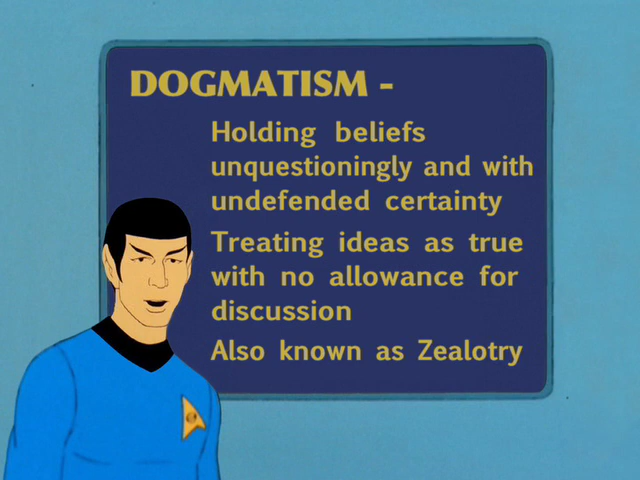 DOGMATISM -
Holding beliefs
unquestioningly and with
undefended certainty
Treating ideas as true
with no allowance for
discussion
Also known as Zealotry